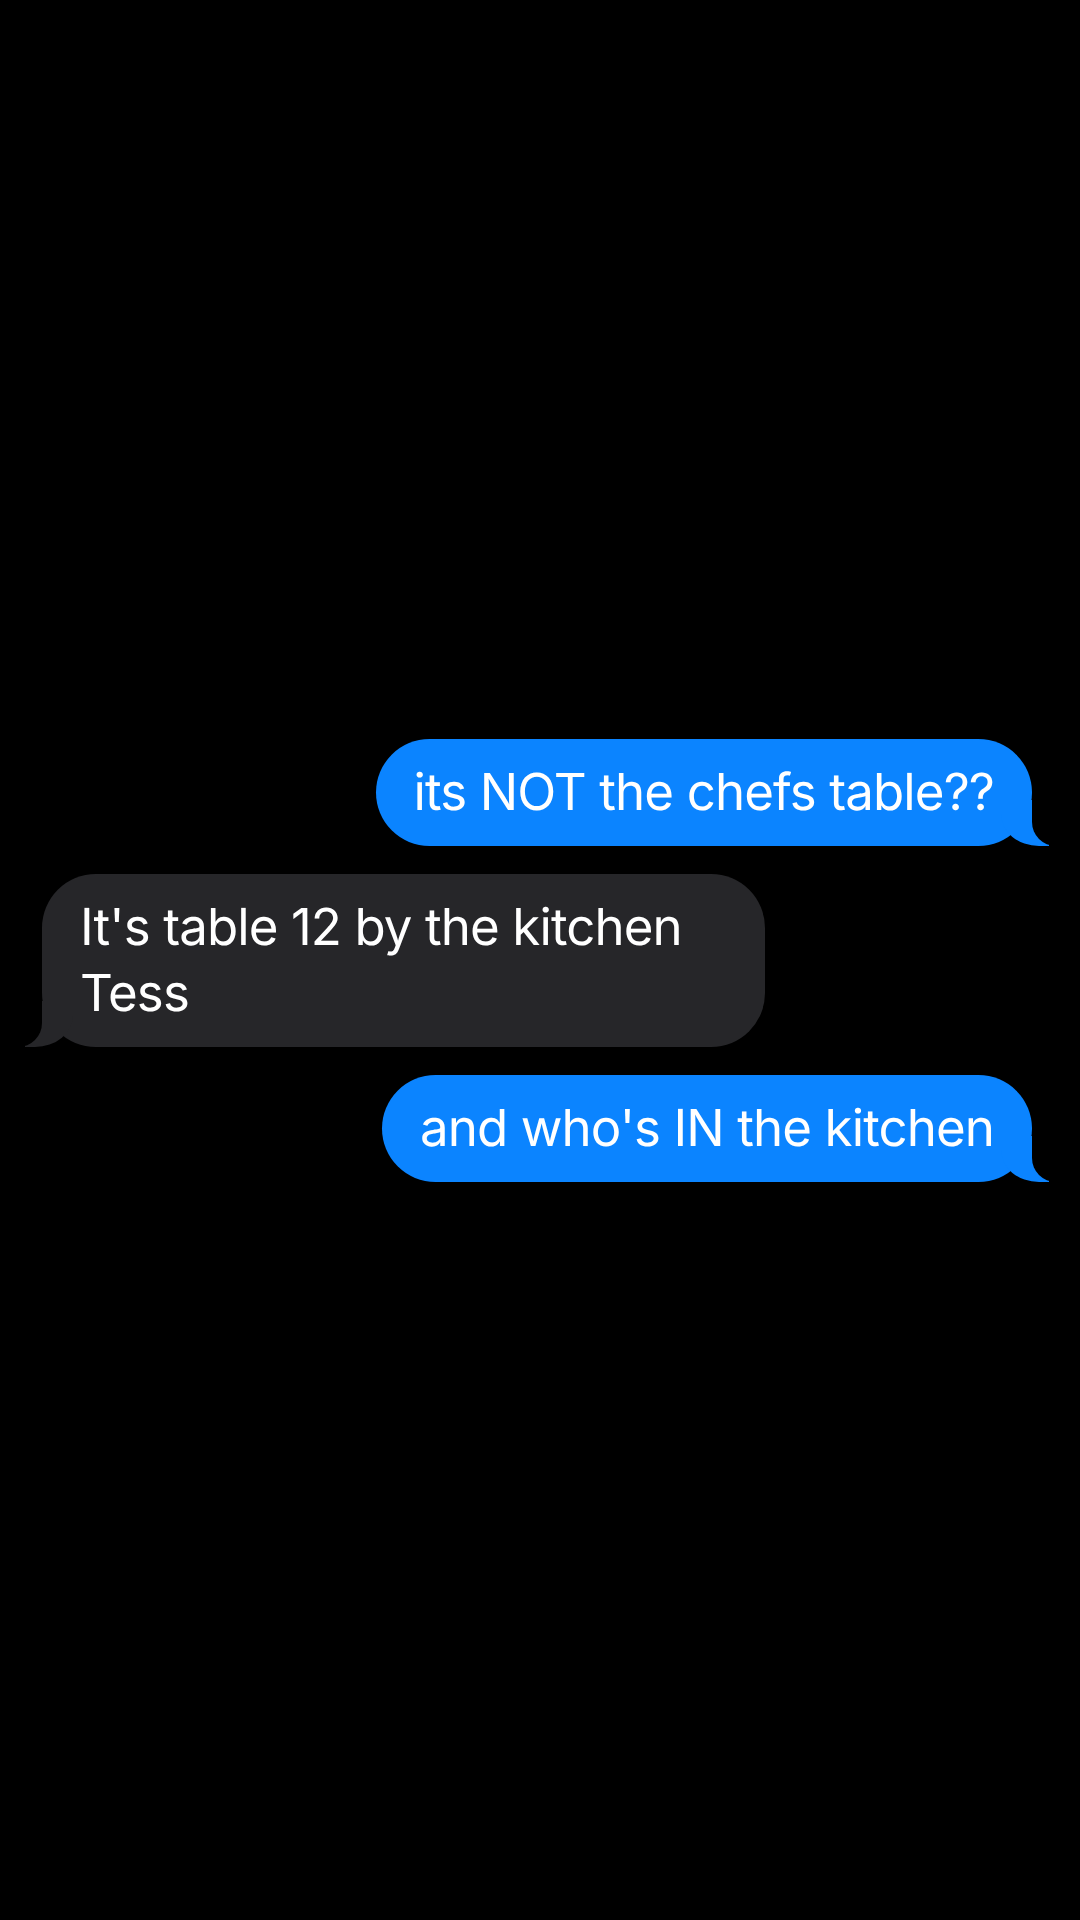 its NOT the chefs table??
It's table 12 by the kitchen
Tess
and who's IN the kitchen